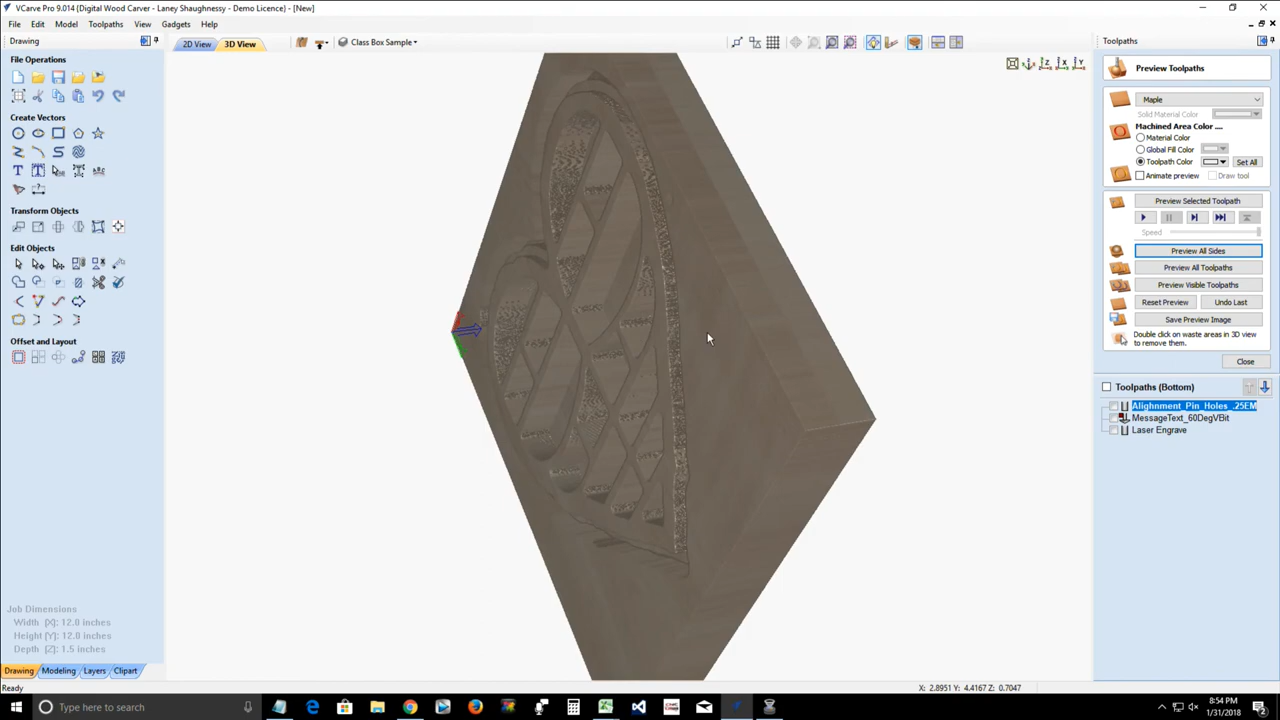 VCarve Pro 9.014 {Digital Wood Carver - Laney Shaughnessy - Demo Licence} - [New]
File Edit Model Toolpaths View Gadgets Help
Drawing
2D View 3D View
Class Box Sample
Toolpaths
File Operations
Create Vectors
Transform Objects
Edit Objects
Offset and Layout
Job Dimensions
Width (X): 12.0 inches
Height (Y): 12.0 inches
Depth (Z): 1.5 inches
Drawing Modeling Layers Clipart
Z X Y
Preview Toolpaths
Maple
Solid Material Color
Machined Area Color ....
Material Color
Global Fill Color
Toolpath Color
Set All
Animate preview
Draw tool
Preview Selected Toolpath
Speed
Preview All Sides
Preview All Toolpaths
Preview Visible Toolpaths
Reset Preview Undo Last
Save Preview Image
Double click on waste areas in 3D view
to remove them.
Close
Toolpaths (Bottom)
Alighnment_Pin_Holes_.25EM
MessageText_60DegVBit
Laser Engrave
Ready
X: 2.8951 Y: 4.4167 Z: 0.7047
Type here to search
8:54 PM
1/31/2018
2